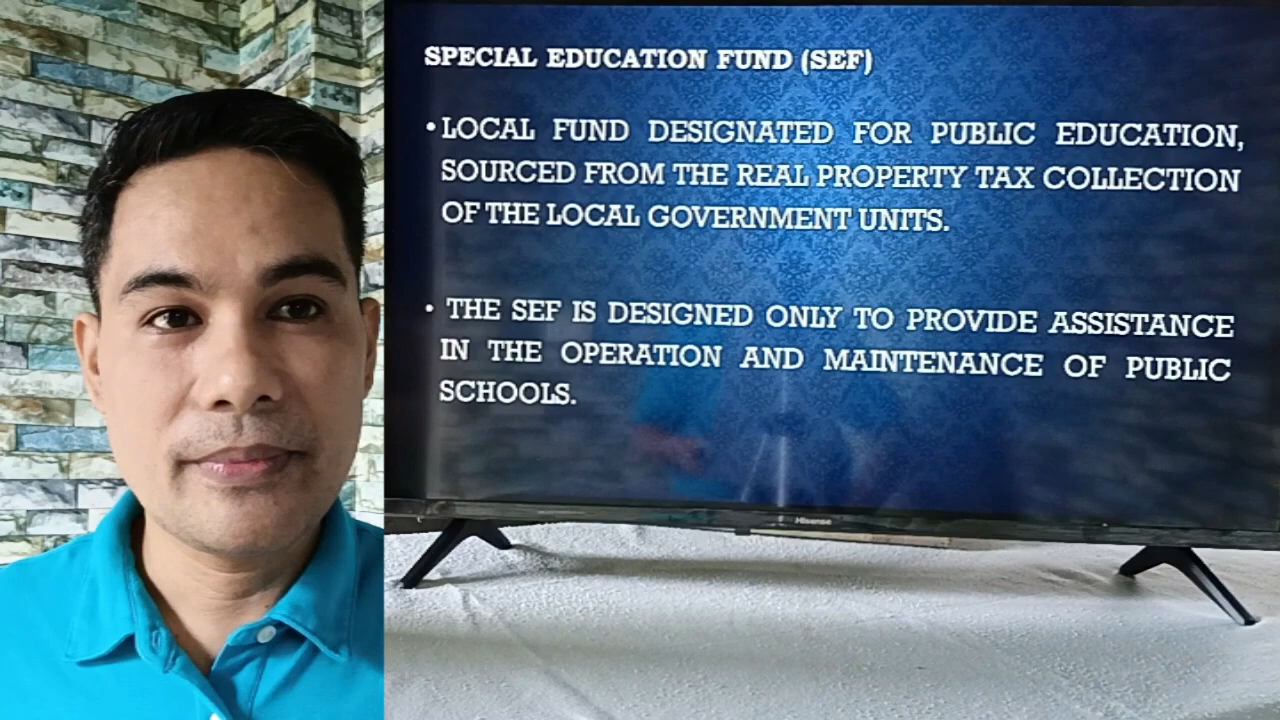 SPECIAL EDUCATION FUND (SEF)
• LOCAL FUND DESIGNATED FOR PUBLIC EDUCATION,
SOURCED FROM THE REAL PROPERTY TAX COLLECTION
OF THE LOCAL GOVERNMENT UNITS.
• THE SEF IS DESIGNED ONLY TO PROVIDE ASSISTANCE
IN THE OPERATION AND MAINTENANCE OF PUBLIC
SCHOOLS.
Hisense